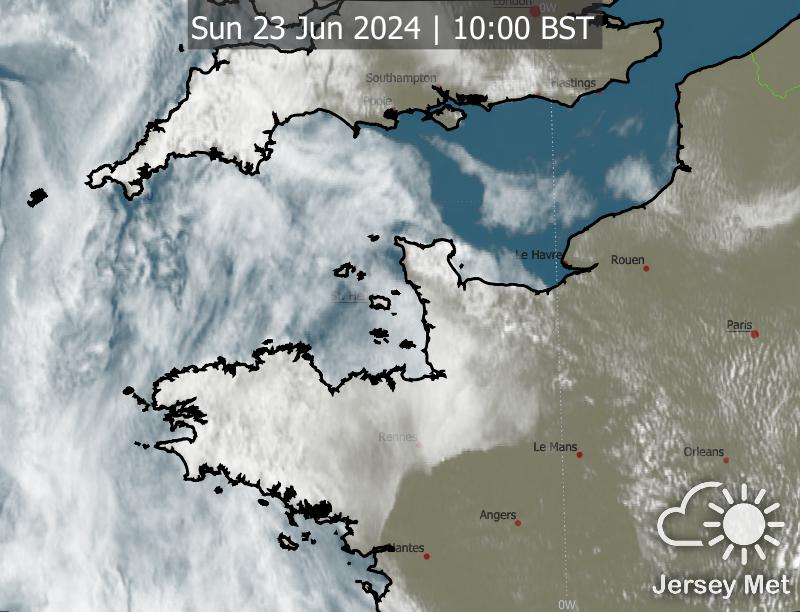 London
0W
Sun 23 Jun 2024 | 10:00 BST
Southampton
Hastings
Poole
Le Havre
Rouen
St. He
Paris
Rennes
Le Mans
Orleans
Angers
Nantes
Jersey Met
0W